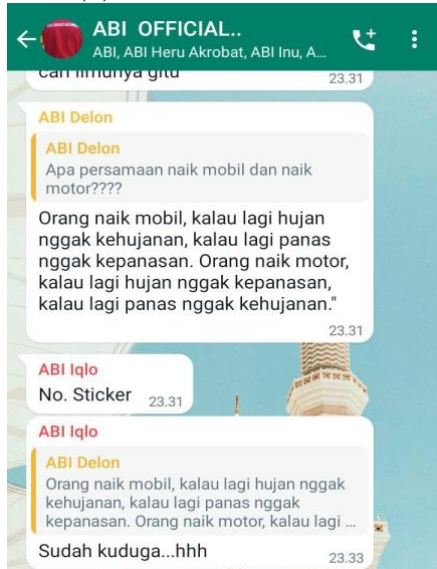 ABI OFFICIAL..
ABI, ABI Heru Akrobat, ABI Inu, A...
cari ilmunya gitu
23.31
ABI Delon
ABI Delon
Apa persamaan naik mobil dan naik
motor????
Orang naik mobil, kalau lagi hujan
nggak kehujanan, kalau lagi panas
nggak kepanasan. Orang naik motor,
kalau lagi hujan nggak kepanasan,
kalau lagi panas nggak kehujanan."
23.31
ABI Iqlo
No. Sticker 23.31
ABI Iqlo
ABI Delon
Orang naik mobil, kalau lagi hujan nggak
kehujanan, kalau lagi panas nggak
kepanasan. Orang naik motor, kalau lagi ...
Sudah kuduga...hhh
23.33